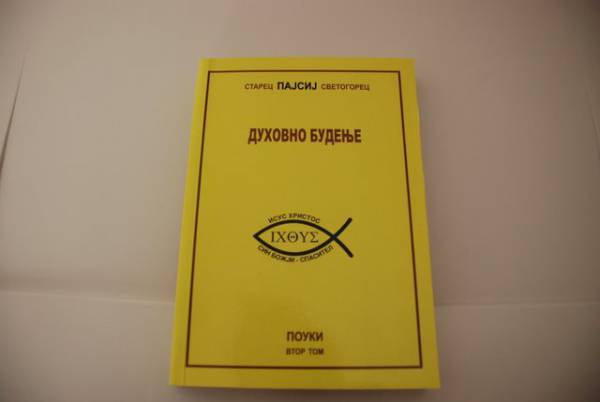 СТАРЕЦ ПАЈСИЈ СВЕТОГОРЕЦ
ДУХОВНО БУДЕЊЕ
ИСУС ХРИСТОС
ΙΧΘΥΣ
СИН БОЖЈИ - СПАСИТЕЛ
ПОУКИ
ВТОР ТОМ